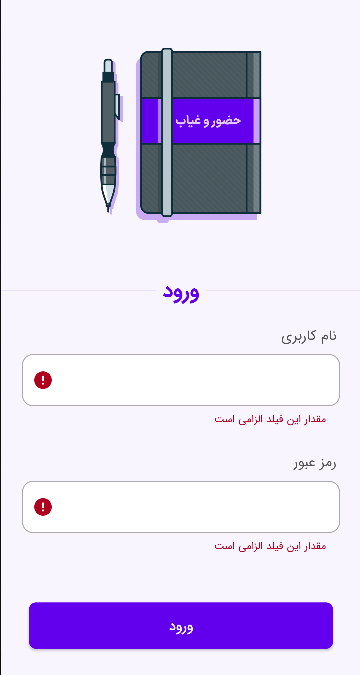 حضور و غیاب
ورود
نام کاربری
مقدار این فیلد الزامی است
رمز عبور
مقدار این فیلد الزامی است
ورود